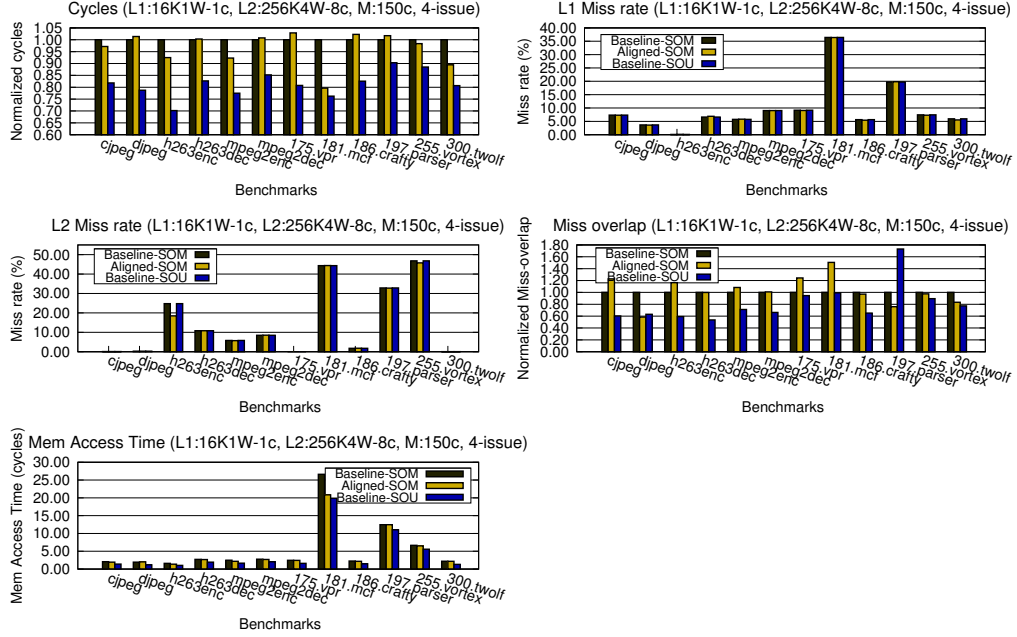 Cycles (L1:16K1W-1c, L2:256K4W-8c, M:150c, 4-issue)
Normalized cycles
1.05
1.00
0.95
0.90
0.85
0.80
0.75
0.70
0.65
0.60
cjpeg
djpeg
h263enc
h263dec
mpeg2enc
mpeg2dec
175.vpr
181.mcf
186.crafty
197.parser
255.vortex
300.twolf
Benchmarks
L1 Miss rate (L1:16K1W-1c, L2:256K4W-8c, M:150c, 4-issue)
Miss rate (%)
40.00
35.00
30.00
25.00
20.00
15.00
10.00
5.00
0.00
Baseline-SOM
Aligned-SOM
Baseline-SOU
cjpeg
djpeg
h263enc
h263dec
mpeg2enc
mpeg2dec
175.vpr
181.mcf
186.crafty
197.parser
255.vortex
300.twolf
Benchmarks
L2 Miss rate (L1:16K1W-1c, L2:256K4W-8c, M:150c, 4-issue)
Miss rate (%)
50.00
40.00
30.00
20.00
10.00
0.00
Baseline-SOM
Aligned-SOM
Baseline-SOU
cjpeg
djpeg
h263enc
h263dec
mpeg2enc
mpeg2dec
175.vpr
181.mcf
186.crafty
197.parser
255.vortex
300.twolf
Benchmarks
Miss overlap (L1:16K1W-1c, L2:256K4W-8c, M:150c, 4-issue)
Normalized Miss-overlap
1.80
1.60
1.40
1.20
1.00
0.80
0.60
0.40
0.20
0.00
Baseline-SOM
Aligned-SOM
Baseline-SOU
cjpeg
djpeg
h263enc
h263dec
mpeg2enc
mpeg2dec
175.vpr
181.mcf
186.crafty
197.parser
255.vortex
300.twolf
Benchmarks
Mem Access Time (L1:16K1W-1c, L2:256K4W-8c, M:150c, 4-issue)
Mem Access Time (cycles)
30.00
25.00
20.00
15.00
10.00
5.00
0.00
Baseline-SOM
Aligned-SOM
Baseline-SOU
cjpeg
djpeg
h263enc
h263dec
mpeg2enc
mpeg2dec
175.vpr
181.mcf
186.crafty
197.parser
255.vortex
300.twolf
Benchmarks